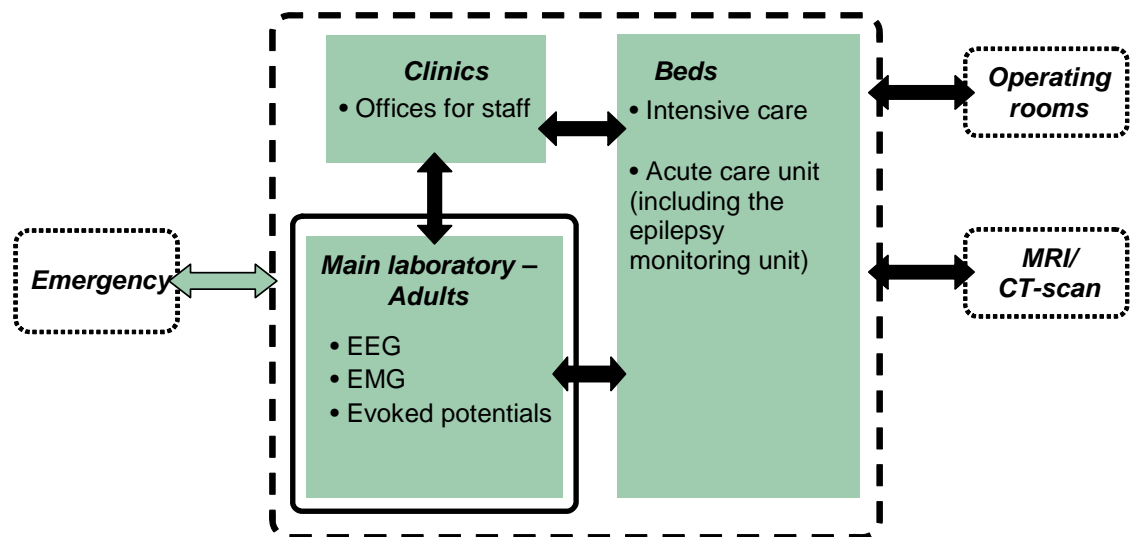 Clinics
• Offices for staff
Beds
• Intensive care
• Acute care unit
(including the
epilepsy
monitoring unit)
Operating
rooms
Emergency
Main laboratory –
Adults
• EEG
• EMG
• Evoked potentials
MRI/
CT-scan